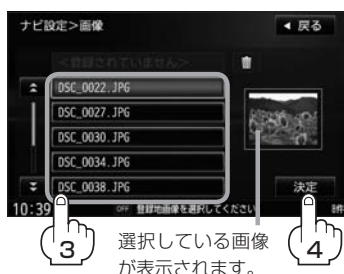 ナビ設定>画像
戻る
<登録されていません>
DSC_0022.JPG
DSC_0027.JPG
DSC_0030.JPG
DSC_0034.JPG
DSC_0038.JPG
決定
10:39
OFF 登録地画像を選択してください
8件
3
4
選択している画像
が表示されます。